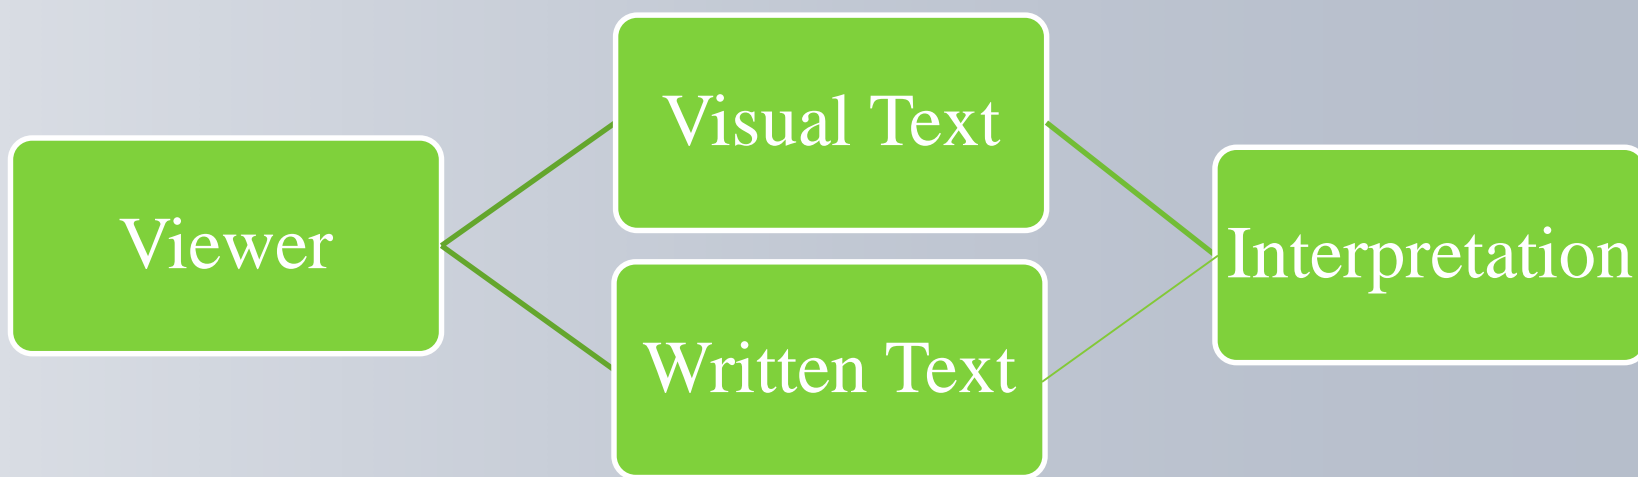 Viewer
Visual Text
Written Text
Interpretation